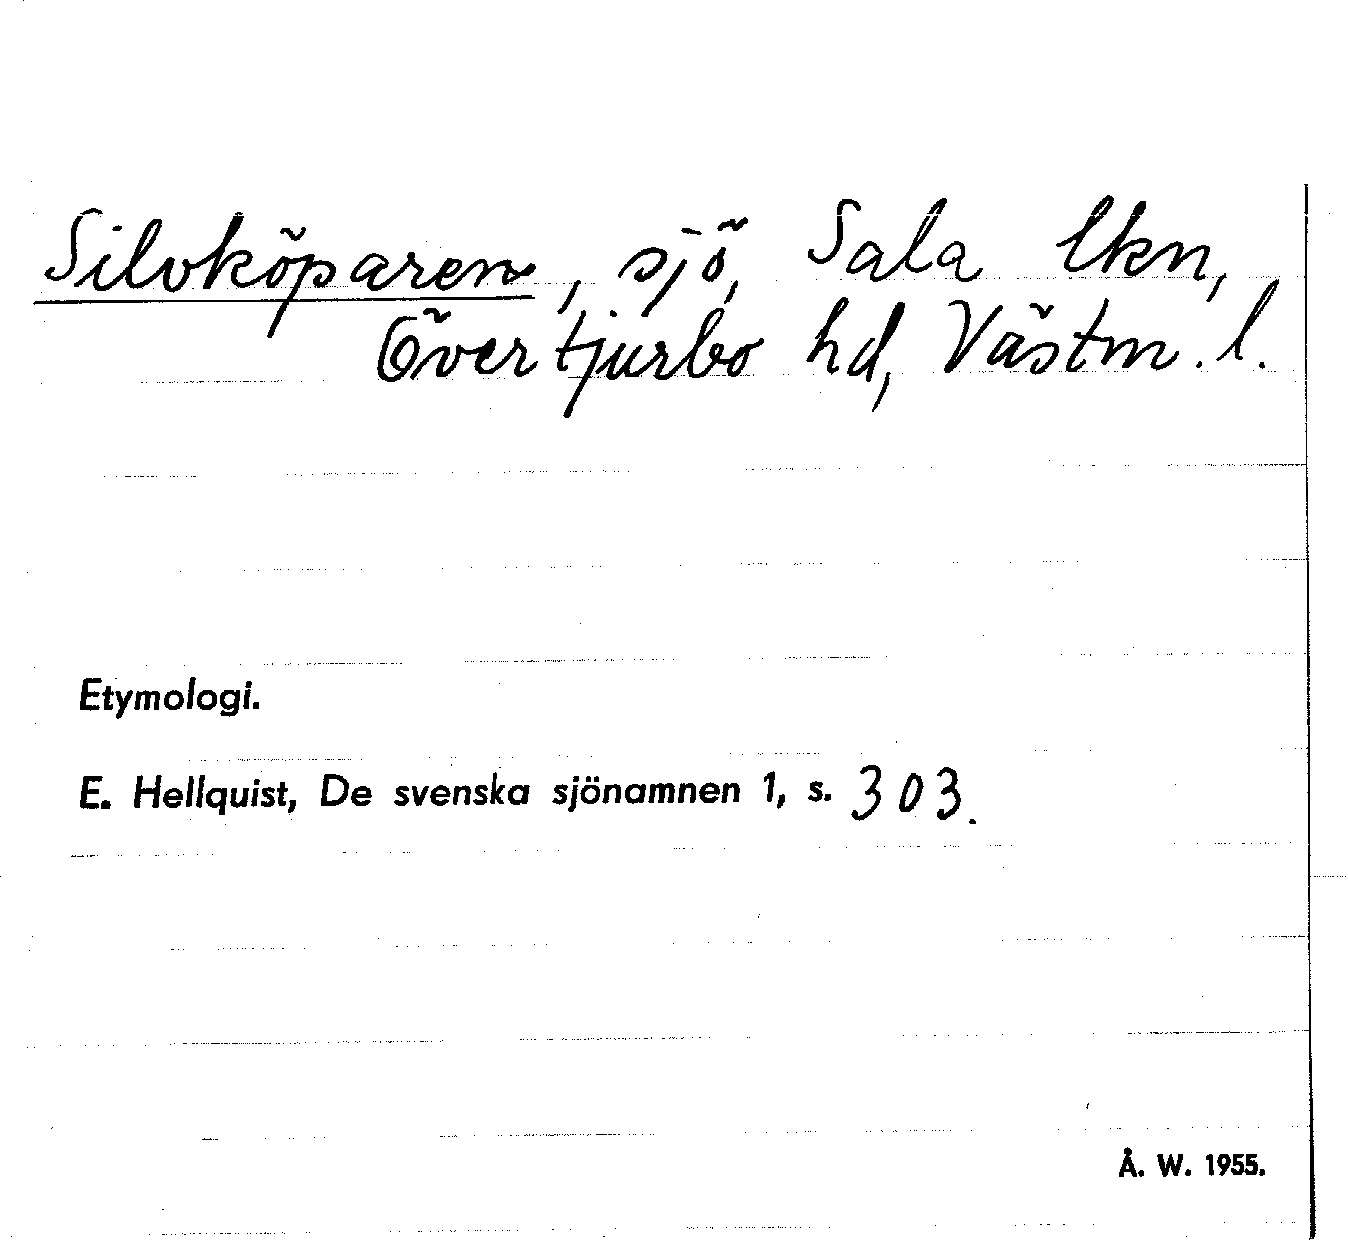 Silvköparen, sjö, Sala lkn,
Övertjurbo hd, Västm. l.
Etymologi.
E. Hellquist, De svenska sjönamnen 1, s. 303.
Å. W. 1955.